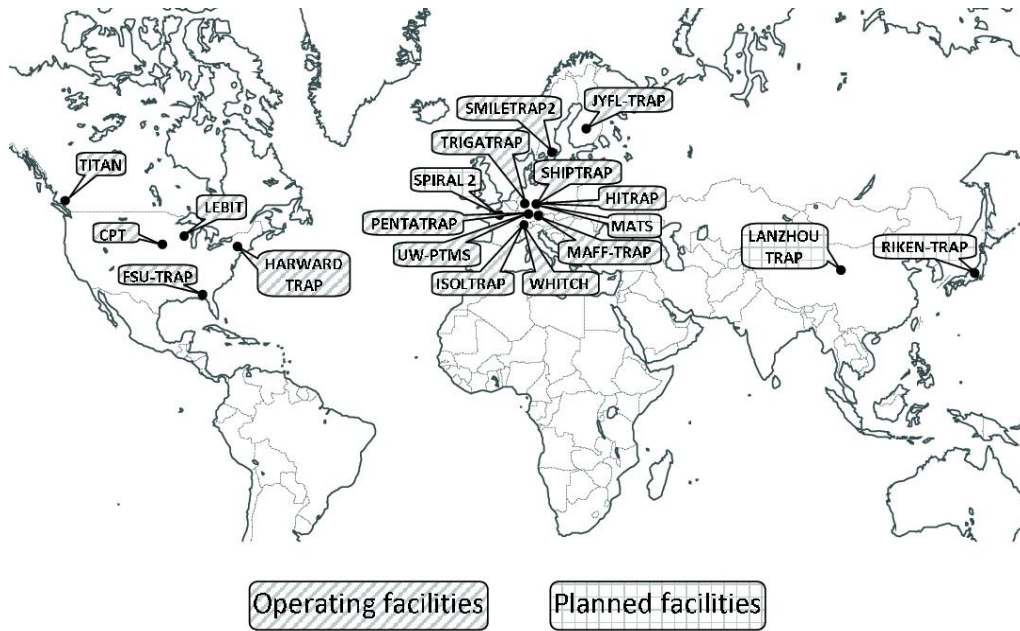 SMILETRAP2
JYFL-TRAP
TRIGATRAP
TITAN
SHIPTRAP
SPIRAL 2
HITRAP
LEBIT
PENTATRAP
MATS
CPT
LANZHOU
TRAP
RIKEN-TRAP
UW-PTMS
MAFF-TRAP
HARWARD
TRAP
FSU-TRAP
ISOLTRAP
WHITCH
Operating facilities
Planned facilities